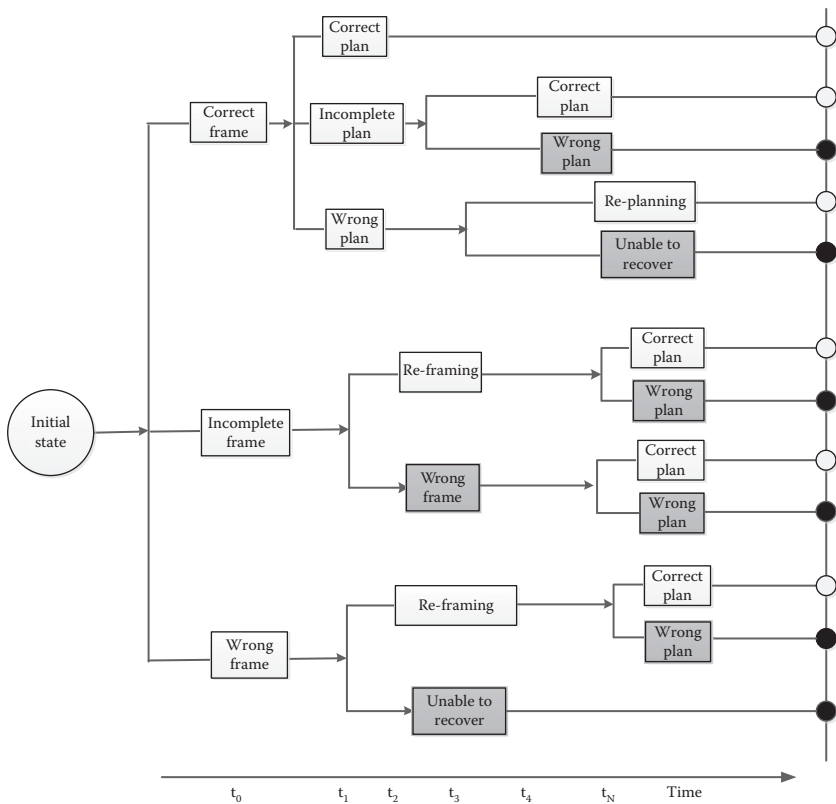 Correct
plan
Correct
frame
Incomplete
plan
Correct
plan
Wrong
plan
Wrong
plan
Re-planning
Unable to
recover
Initial
state
Incomplete
frame
Re-framing
Correct
plan
Wrong
plan
Wrong
frame
Correct
plan
Wrong
plan
Wrong
frame
Re-framing
Correct
plan
Wrong
plan
Unable to
recover
t0 t1 t2 t3 t4 tN Time